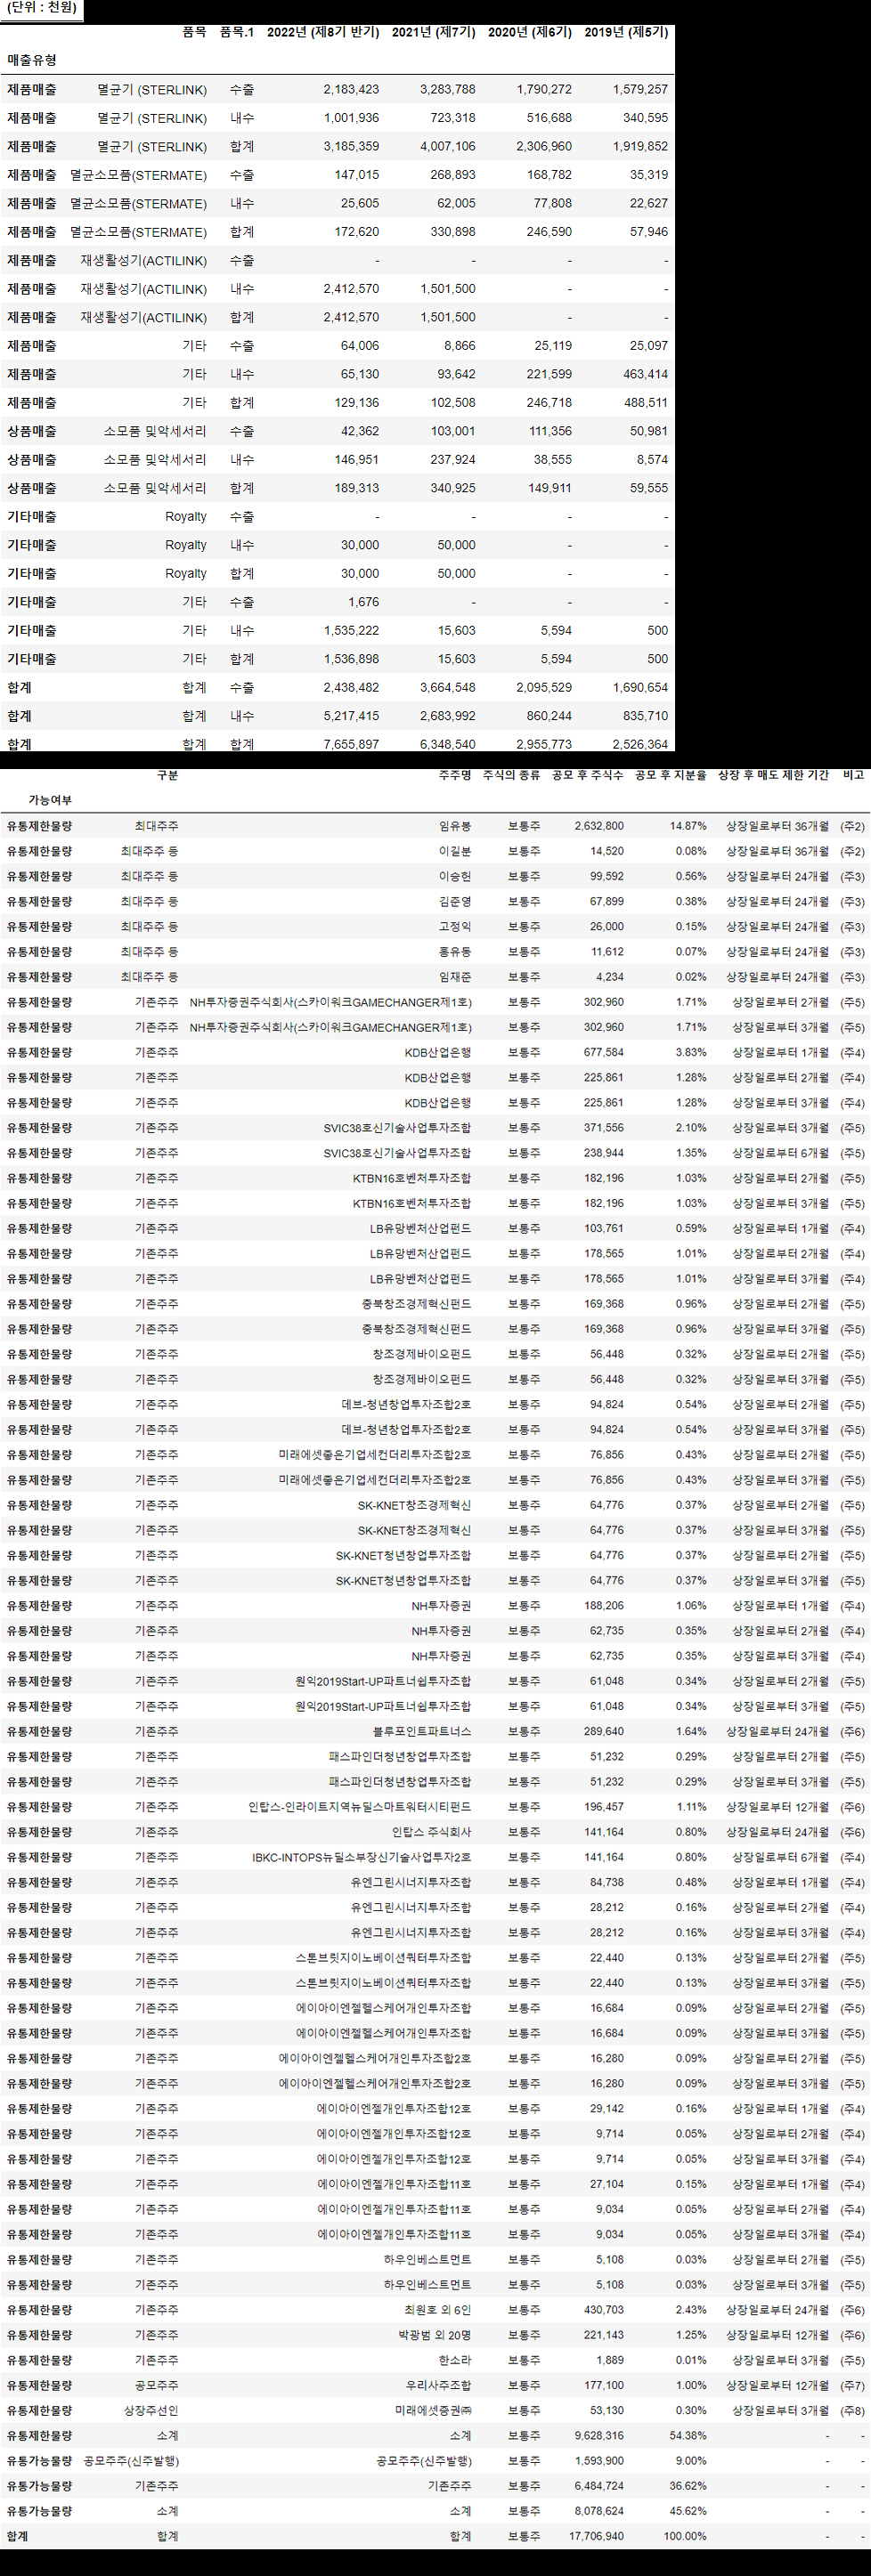 (단위 : 천원)
품목 품목.1 2022년 (제8기 반기) 2021년 (제7기) 2020년 (제6기) 2019년 (제5기)
매출유형
제품매출 멸균기 (STERLINK) 수출 2,183,423 3,283,788 1,790,272 1,579,257
제품매출 멸균기 (STERLINK) 내수 1,001,936 723,318 516,688 340,595
제품매출 멸균기 (STERLINK) 합계 3,185,359 4,007,106 2,306,960 1,919,852
제품매출 멸균소모품(STERMATE) 수출 147,015 268,893 168,782 35,319
제품매출 멸균소모품(STERMATE) 내수 25,605 62,005 77,808 22,627
제품매출 멸균소모품(STERMATE) 합계 172,620 330,898 246,590 57,946
제품매출 재생활성기(ACTILINK) 수출 - - - -
제품매출 재생활성기(ACTILINK) 내수 2,412,570 1,501,500 - -
제품매출 재생활성기(ACTILINK) 합계 2,412,570 1,501,500 - -
제품매출 기타 수출 64,006 8,866 25,119 25,097
제품매출 기타 내수 65,130 93,642 221,599 463,414
제품매출 기타 합계 129,136 102,508 246,718 488,511
상품매출 소모품 및악세서리 수출 42,362 103,001 111,356 50,981
상품매출 소모품 및악세서리 내수 146,951 237,924 38,555 8,574
상품매출 소모품 및악세서리 합계 189,313 340,925 149,911 59,555
기타매출 Royalty 수출 - - - -
기타매출 Royalty 내수 30,000 50,000 - -
기타매출 Royalty 합계 30,000 50,000 - -
기타매출 기타 수출 1,676 - - -
기타매출 기타 내수 1,535,222 15,603 5,594 500
기타매출 기타 합계 1,536,898 15,603 5,594 500
합계 합계 수출 2,438,482 3,664,548 2,095,529 1,690,654
합계 합계 내수 5,217,415 2,683,992 860,244 835,710
합계 합계 합계 7,655,897 6,348,540 2,955,773 2,526,364
구분 주주명 주식의 종류 공모 후 주식수 공모 후 지분율 상장 후 매도 제한 기간 비고
가능여부
유통제한물량 최대주주 임유봉 보통주 2,632,800 14.87% 상장일로부터 36개월 (주2)
유통제한물량 최대주주 등 이길분 보통주 14,520 0.08% 상장일로부터 36개월 (주2)
유통제한물량 최대주주 등 이승헌 보통주 99,592 0.56% 상장일로부터 24개월 (주3)
유통제한물량 최대주주 등 김준영 보통주 67,899 0.38% 상장일로부터 24개월 (주3)
유통제한물량 최대주주 등 고정익 보통주 26,000 0.15% 상장일로부터 24개월 (주3)
유통제한물량 최대주주 등 홍유동 보통주 11,612 0.07% 상장일로부터 24개월 (주3)
유통제한물량 최대주주 등 임재준 보통주 4,234 0.02% 상장일로부터 24개월 (주3)
유통제한물량 기존주주 NH투자증권주식회사(스카이워크GAMECHANGER제1호) 보통주 302,960 1.71% 상장일로부터 2개월 (주5)
유통제한물량 기존주주 NH투자증권주식회사(스카이워크GAMECHANGER제1호) 보통주 302,960 1.71% 상장일로부터 3개월 (주5)
유통제한물량 기존주주 KDB산업은행 보통주 677,584 3.83% 상장일로부터 1개월 (주4)
유통제한물량 기존주주 KDB산업은행 보통주 225,861 1.28% 상장일로부터 2개월 (주4)
유통제한물량 기존주주 KDB산업은행 보통주 225,861 1.28% 상장일로부터 3개월 (주4)
유통제한물량 기존주주 SVIC38호신기술사업투자조합 보통주 371,556 2.10% 상장일로부터 3개월 (주5)
유통제한물량 기존주주 SVIC38호신기술사업투자조합 보통주 238,944 1.35% 상장일로부터 6개월 (주5)
유통제한물량 기존주주 KTBN16호벤처투자조합 보통주 182,196 1.03% 상장일로부터 2개월 (주5)
유통제한물량 기존주주 KTBN16호벤처투자조합 보통주 182,196 1.03% 상장일로부터 3개월 (주5)
유통제한물량 기존주주 LB유망벤처산업펀드 보통주 103,761 0.59% 상장일로부터 1개월 (주4)
유통제한물량 기존주주 LB유망벤처산업펀드 보통주 178,565 1.01% 상장일로부터 2개월 (주4)
유통제한물량 기존주주 LB유망벤처산업펀드 보통주 178,565 1.01% 상장일로부터 3개월 (주4)
유통제한물량 기존주주 충북창조경제혁신펀드 보통주 169,368 0.96% 상장일로부터 2개월 (주5)
유통제한물량 기존주주 충북창조경제혁신펀드 보통주 169,368 0.96% 상장일로부터 3개월 (주5)
유통제한물량 기존주주 창조경제바이오펀드 보통주 56,448 0.32% 상장일로부터 2개월 (주5)
유통제한물량 기존주주 창조경제바이오펀드 보통주 56,448 0.32% 상장일로부터 3개월 (주5)
유통제한물량 기존주주 데브-청년창업투자조합2호 보통주 94,824 0.54% 상장일로부터 2개월 (주5)
유통제한물량 기존주주 데브-청년창업투자조합2호 보통주 94,824 0.54% 상장일로부터 3개월 (주5)
유통제한물량 기존주주 미래에셋좋은기업세컨더리투자조합2호 보통주 76,856 0.43% 상장일로부터 2개월 (주5)
유통제한물량 기존주주 미래에셋좋은기업세컨더리투자조합2호 보통주 76,856 0.43% 상장일로부터 3개월 (주5)
유통제한물량 기존주주 SK-KNET창조경제혁신 보통주 64,776 0.37% 상장일로부터 2개월 (주5)
유통제한물량 기존주주 SK-KNET창조경제혁신 보통주 64,776 0.37% 상장일로부터 3개월 (주5)
유통제한물량 기존주주 SK-KNET청년창업투자조합 보통주 64,776 0.37% 상장일로부터 2개월 (주5)
유통제한물량 기존주주 SK-KNET청년창업투자조합 보통주 64,776 0.37% 상장일로부터 3개월 (주5)
유통제한물량 기존주주 NH투자증권 보통주 188,206 1.06% 상장일로부터 1개월 (주4)
유통제한물량 기존주주 NH투자증권 보통주 62,735 0.35% 상장일로부터 2개월 (주4)
유통제한물량 기존주주 NH투자증권 보통주 62,735 0.35% 상장일로부터 3개월 (주4)
유통제한물량 기존주주 원익2019Start-UP파트너쉽투자조합 보통주 61,048 0.34% 상장일로부터 2개월 (주5)
유통제한물량 기존주주 원익2019Start-UP파트너쉽투자조합 보통주 61,048 0.34% 상장일로부터 3개월 (주5)
유통제한물량 기존주주 블루포인트파트너스 보통주 289,640 1.64% 상장일로부터 24개월 (주6)
유통제한물량 기존주주 패스파인더청년창업투자조합 보통주 51,232 0.29% 상장일로부터 2개월 (주5)
유통제한물량 기존주주 패스파인더청년창업투자조합 보통주 51,232 0.29% 상장일로부터 3개월 (주5)
유통제한물량 기존주주 인탑스-인라이트지역뉴딜스마트워터시티펀드 보통주 196,457 1.11% 상장일로부터 12개월 (주6)
유통제한물량 기존주주 인탑스 주식회사 보통주 141,164 0.80% 상장일로부터 24개월 (주6)
유통제한물량 기존주주 IBKC-INTOPS뉴딜소부장신기술사업투자2호 보통주 141,164 0.80% 상장일로부터 6개월 (주4)
유통제한물량 기존주주 유엔그린시너지투자조합 보통주 84,738 0.48% 상장일로부터 1개월 (주4)
유통제한물량 기존주주 유엔그린시너지투자조합 보통주 28,212 0.16% 상장일로부터 2개월 (주4)
유통제한물량 기존주주 유엔그린시너지투자조합 보통주 28,212 0.16% 상장일로부터 3개월 (주4)
유통제한물량 기존주주 스톤브릿지이노베이션쿼터투자조합 보통주 22,440 0.13% 상장일로부터 2개월 (주5)
유통제한물량 기존주주 스톤브릿지이노베이션쿼터투자조합 보통주 22,440 0.13% 상장일로부터 3개월 (주5)
유통제한물량 기존주주 에이아이엔젤헬스케어개인투자조합 보통주 16,684 0.09% 상장일로부터 2개월 (주5)
유통제한물량 기존주주 에이아이엔젤헬스케어개인투자조합 보통주 16,684 0.09% 상장일로부터 3개월 (주5)
유통제한물량 기존주주 에이아이엔젤헬스케어개인투자조합2호 보통주 16,280 0.09% 상장일로부터 2개월 (주5)
유통제한물량 기존주주 에이아이엔젤헬스케어개인투자조합2호 보통주 16,280 0.09% 상장일로부터 3개월 (주5)
유통제한물량 기존주주 에이아이엔젤개인투자조합12호 보통주 29,142 0.16% 상장일로부터 1개월 (주4)
유통제한물량 기존주주 에이아이엔젤개인투자조합12호 보통주 9,714 0.05% 상장일로부터 2개월 (주4)
유통제한물량 기존주주 에이아이엔젤개인투자조합12호 보통주 9,714 0.05% 상장일로부터 3개월 (주4)
유통제한물량 기존주주 에이아이엔젤개인투자조합11호 보통주 27,104 0.15% 상장일로부터 1개월 (주4)
유통제한물량 기존주주 에이아이엔젤개인투자조합11호 보통주 9,034 0.05% 상장일로부터 2개월 (주4)
유통제한물량 기존주주 에이아이엔젤개인투자조합11호 보통주 9,034 0.05% 상장일로부터 3개월 (주4)
유통제한물량 기존주주 하우인베스트먼트 보통주 5,108 0.03% 상장일로부터 2개월 (주5)
유통제한물량 기존주주 하우인베스트먼트 보통주 5,108 0.03% 상장일로부터 3개월 (주5)
유통제한물량 기존주주 최원호 외 6인 보통주 430,703 2.43% 상장일로부터 24개월 (주6)
유통제한물량 기존주주 박광범 외 20명 보통주 221,143 1.25% 상장일로부터 12개월 (주6)
유통제한물량 기존주주 한소라 보통주 1,889 0.01% 상장일로부터 3개월 (주5)
유통제한물량 공모주주 우리사주조합 보통주 177,100 1.00% 상장일로부터 12개월 (주7)
유통제한물량 상장주선인 미래에셋증권㈜ 보통주 53,130 0.30% 상장일로부터 3개월 (주8)
유통제한물량 소계 소계 보통주 9,628,316 54.38% - -
유통가능물량 공모주주(신주발행) 공모주주(신주발행) 보통주 1,593,900 9.00% - -
유통가능물량 기존주주 기존주주 보통주 6,484,724 36.62% - -
유통가능물량 소계 소계 보통주 8,078,624 45.62% - -
합계 합계 합계 보통주 17,706,940 100.00% - -